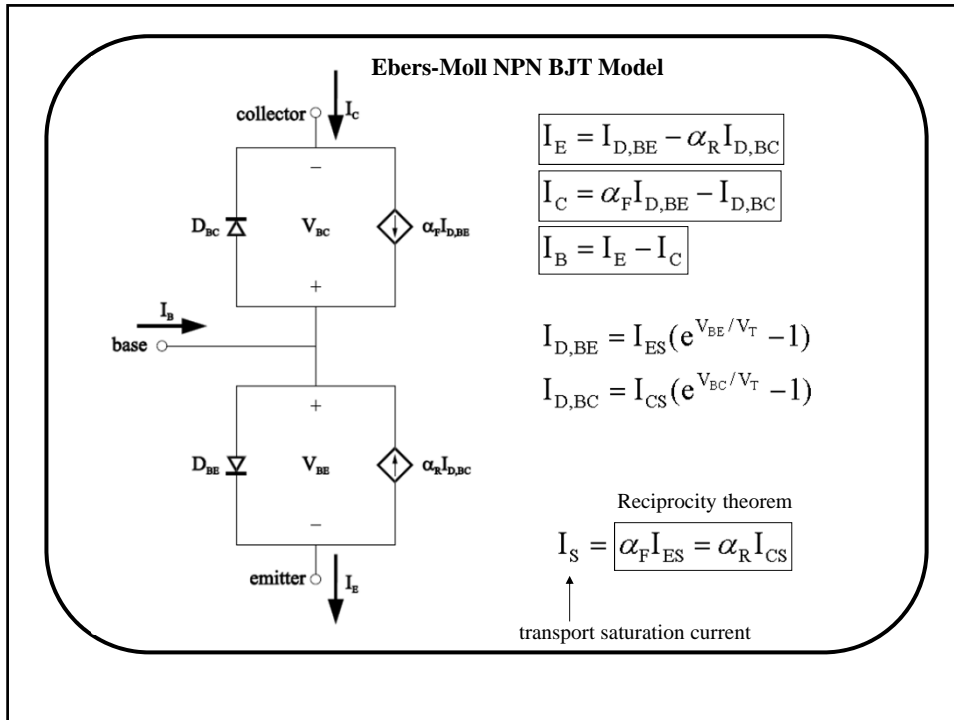 Ebers-Moll NPN BJT Model
I_C
collector
−
D_BC
V_BC
α_F I_D,BE
+
I_B
base
+
D_BE
V_BE
α_R I_D,BC
−
emitter
I_E
I_E = I_D,BE − α_R I_D,BC
I_C = α_F I_D,BE − I_D,BC
I_B = I_E − I_C
I_D,BE = I_ES(e^(V_BE/V_T) − 1)
I_D,BC = I_CS(e^(V_BC/V_T) − 1)
Reciprocity theorem
I_S = α_F I_ES = α_R I_CS
transport saturation current